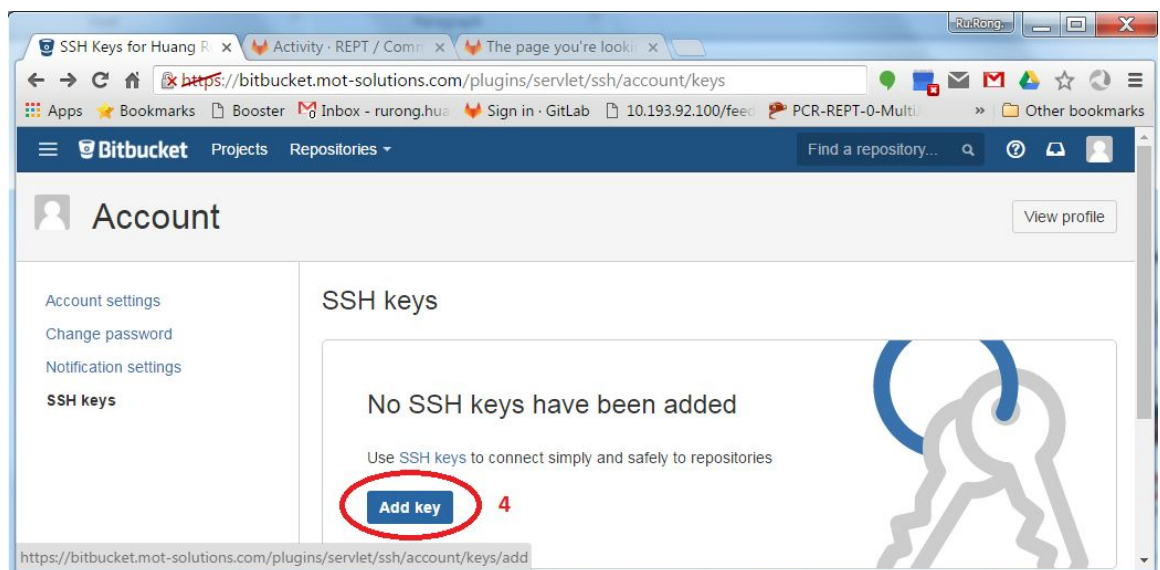 Ru.Rong.
SSH Keys for Huang R
Activity · REPT / Comm
The page you're lookin
https://bitbucket.mot-solutions.com/plugins/servlet/ssh/account/keys
Apps Bookmarks Booster Inbox - rurong.hua Sign in · GitLab 10.193.92.100/feed PCR-REPT-0-MultiJ » Other bookmarks
Bitbucket Projects Repositories Find a repository...
Account
View profile
Account settings
Change password
Notification settings
SSH keys
SSH keys
No SSH keys have been added
Use SSH keys to connect simply and safely to repositories
Add key 4
https://bitbucket.mot-solutions.com/plugins/servlet/ssh/account/keys/add